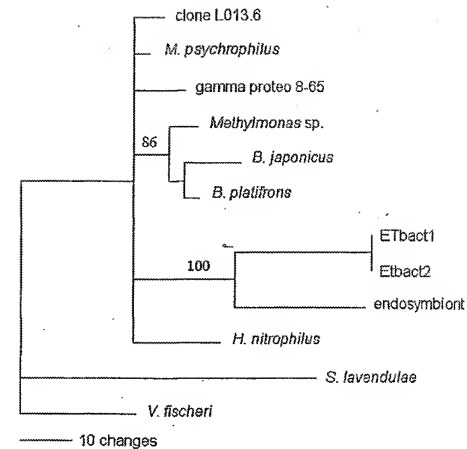 clone L013.6
M. psychrophilus
gamma proteo 8-65
Methylmonas sp.
86
B. japonicus
B. platifrons
ETbact1
100
Etbact2
endosymbiont
H. nitrophilus
S. lavendulae
V. fischeri
10 changes